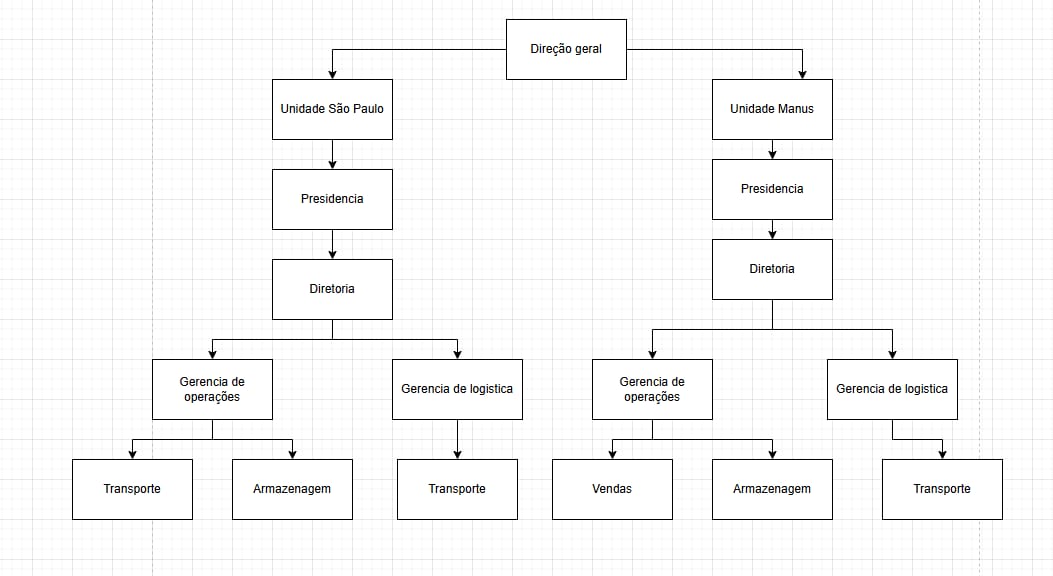 Direção geral
Unidade São Paulo
Unidade Manus
Presidencia
Presidencia
Diretoria
Diretoria
Gerencia de
operações
Gerencia de logistica
Gerencia de
operações
Gerencia de logistica
Transporte
Armazenagem
Transporte
Vendas
Armazenagem
Transporte